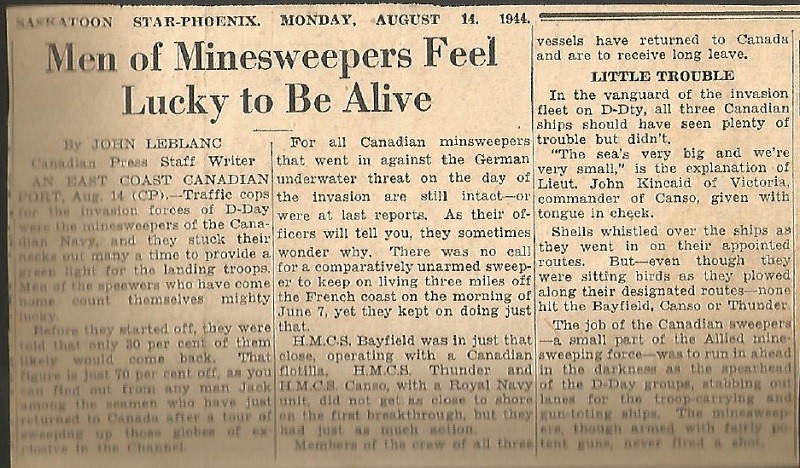 SASKATOON STAR-PHOENIX. MONDAY, AUGUST 14. 1944.
Men of Minesweepers Feel
Lucky to Be Alive
By JOHN LEBLANC
Canadian Press Staff Writer
AN EAST COAST CANADIAN
PORT, Aug. 14 (CP).—Traffic cops
for the invasion forces of D-Day
were the minesweepers of the Cana-
dian Navy, and they stuck their
necks out many a time to provide a
green light for the landing troops.
Men of the speewers who have come
home count themselves mighty
lucky.
Before they started off, they were
told that only 30 per cent of them
likely would come back. That
figure is just 70 per cent off, as you
can find out from any man Jack
among the seamen who have just
returned to Canada after a tour of
sweeping up those globes of ex-
plosive in the Channel.
For all Canadian minsweepers
that went in against the German
underwater threat on the day of
the invasion are still intact—or
were at last reports. As their of-
ficers will tell you, they sometimes
wonder why. There was no call
for a comparatively unarmed sweep-
er to keep on living three miles off
the French coast on the morning of
June 7, yet they kept on doing just
that.
H.M.C.S. Bayfield was in just that
close, operating with a Canadian
flotilla. H.M.C.S. Thunder and
H.M.C.S. Canso, with a Royal Navy
unit, did not get as close to shore
on the first breakthrough, but they
had just as much action.
Members of the crew of all three
vessels have returned to Canada
and are to receive long leave.
LITTLE TROUBLE
In the vanguard of the invasion
fleet on D-Dty, all three Canadian
ships should have seen plenty of
trouble but didn't.
"The sea's very big and we're
very small," is the explanation of
Lieut. John Kincaid of Victoria,
commander of Canso, given with
tongue in cheek.
Shells whistled over the ships as
they went in on their appointed
routes. But—even though they
were sitting birds as they plowed
along their designated routes—none
hit the Bayfield, Canso or Thunder.
The job of the Canadian sweepers
—a small part of the Allied mine-
sweeping force—was to run in ahead
in the darkness as the spearhead
of the D-Day groups, stabbing out
lanes for the troop-carrying and
gun-toting ships. The minesweep-
ers, though armed with fairly po-
tent guns, never fired a shot.